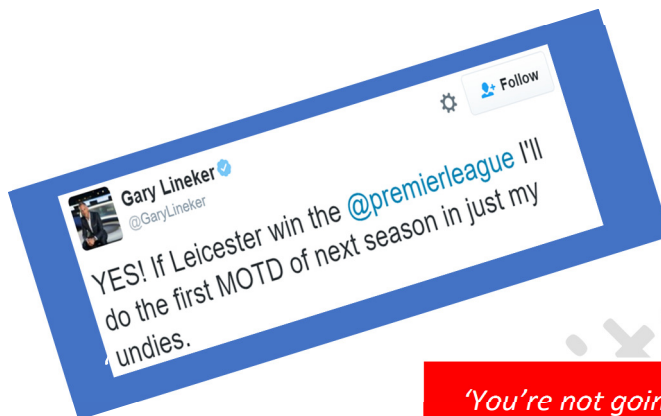 Follow
Gary Lineker
@GaryLineker
YES! If Leicester win the @premierleague I'll
do the first MOTD of next season in just my
undies.
'You're not goin